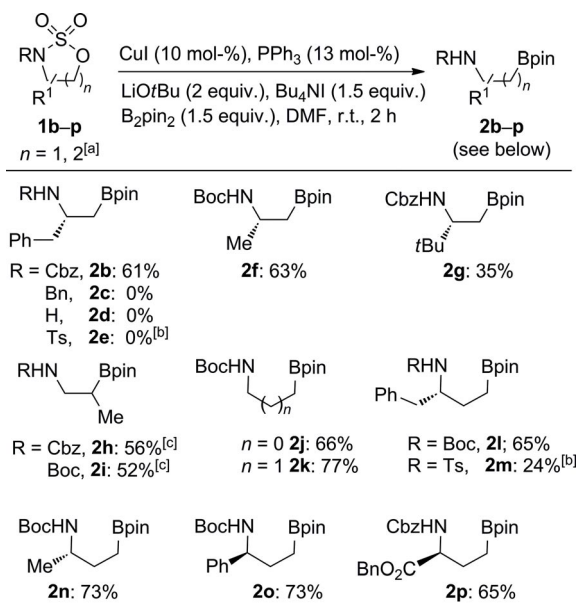 O O
S
RN O
R¹ n
1b–p
n = 1, 2[a]
CuI (10 mol-%), PPh3 (13 mol-%)
LiOtBu (2 equiv.), Bu4NI (1.5 equiv.)
B2pin2 (1.5 equiv.), DMF, r.t., 2 h
RHN Bpin
R¹ n
2b–p
(see below)
RHN Bpin
Ph
R = Cbz, 2b: 61%
Bn, 2c: 0%
H, 2d: 0%
Ts, 2e: 0%[b]
BocHN Bpin
Me
2f: 63%
CbzHN Bpin
tBu
2g: 35%
RHN Bpin
Me
R = Cbz 2h: 56%[c]
Boc 2i: 52%[c]
BocHN Bpin
n
n = 0 2j: 66%
n = 1 2k: 77%
RHN Bpin
Ph
R = Boc, 2l; 65%
R = Ts, 2m: 24%[b]
BocHN Bpin
Me
2n: 73%
BocHN Bpin
Ph
2o: 73%
CbzHN Bpin
BnO2C
2p: 65%